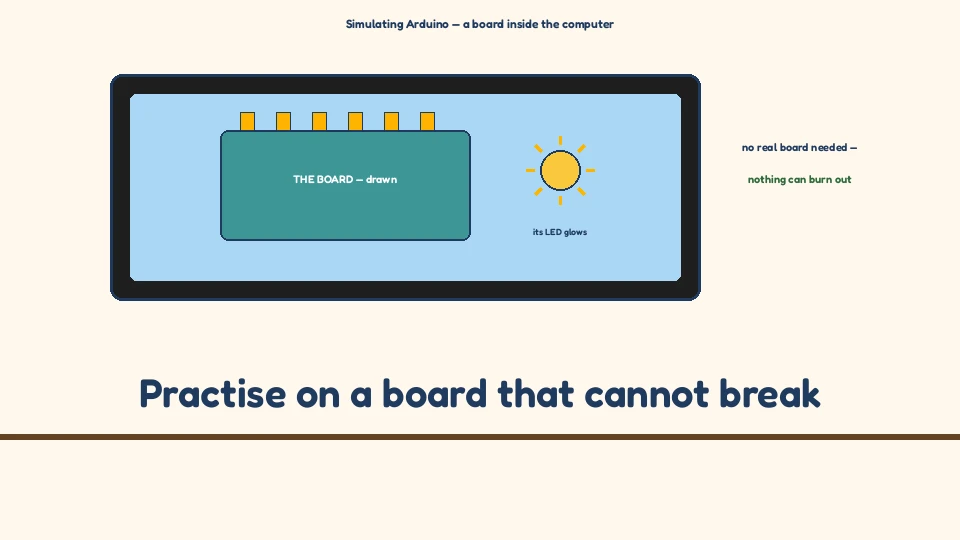 Simulating Arduino — a board inside the computer
no real board needed —
THE BOARD — drawn
nothing can burn out
its LED glows
Practise on a board that cannot break